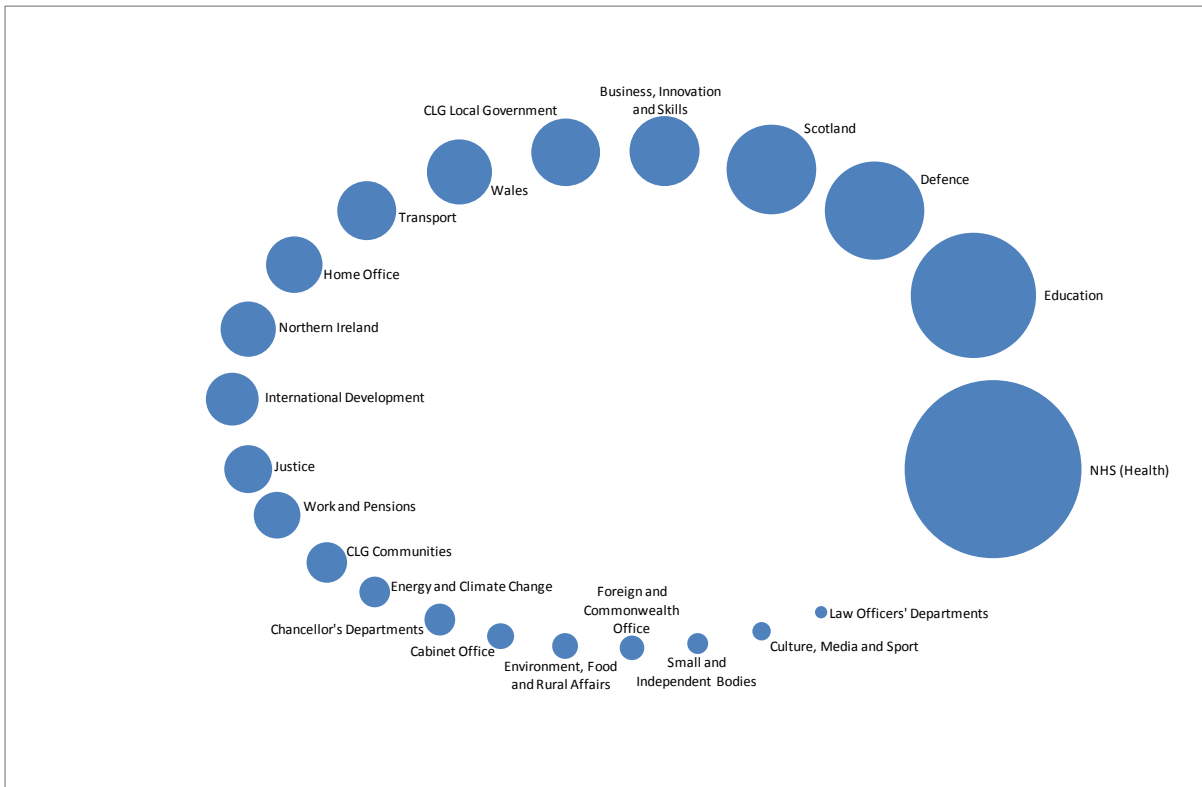 Business, Innovation
and Skills
CLG Local Government
Scotland
Defence
Wales
Transport
Home Office
Education
Northern Ireland
International Development
Justice
NHS (Health)
Work and Pensions
CLG Communities
Energy and Climate Change
Foreign and
Commonwealth
Office
Law Officers' Departments
Chancellor's Departments
Culture, Media and Sport
Cabinet Office
Environment, Food
and Rural Affairs
Small and
Independent Bodies